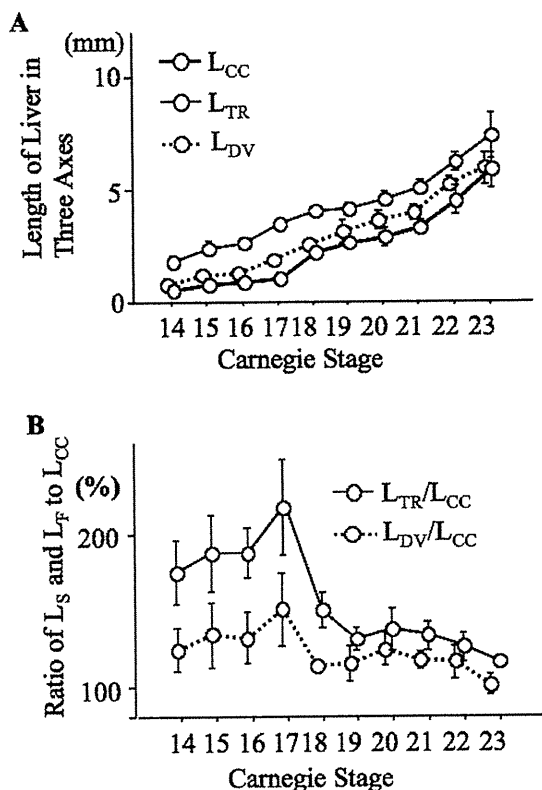 A
(mm)
10
5
0
L_CC
L_TR
L_DV
Length of Liver in
Three Axes
14 15 16 17 18 19 20 21 22 23
Carnegie Stage
B
(%)
200
100
L_TR/L_CC
L_DV/L_CC
Ratio of L_S and L_F to L_CC
14 15 16 17 18 19 20 21 22 23
Carnegie Stage